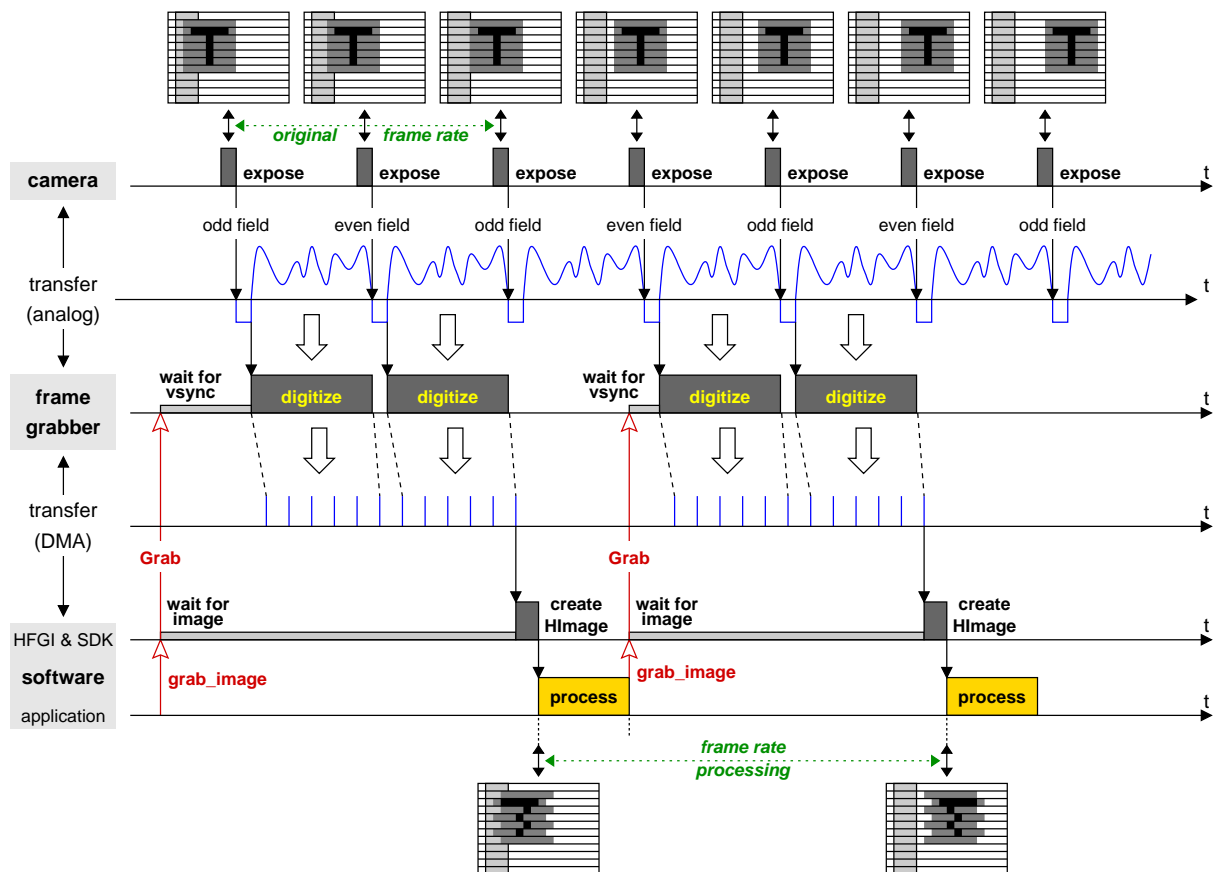 original frame rate
camera
expose expose expose expose expose expose expose
t
odd field even field odd field even field odd field even field odd field
transfer
(analog)
t
frame
grabber
wait for
vsync
digitize digitize
wait for
vsync
digitize digitize
t
transfer
(DMA)
t
Grab Grab
HFGI & SDK
wait for
image
create
HImage
wait for
image
create
HImage
t
software
grab_image grab_image
application
process process
t
frame rate
processing